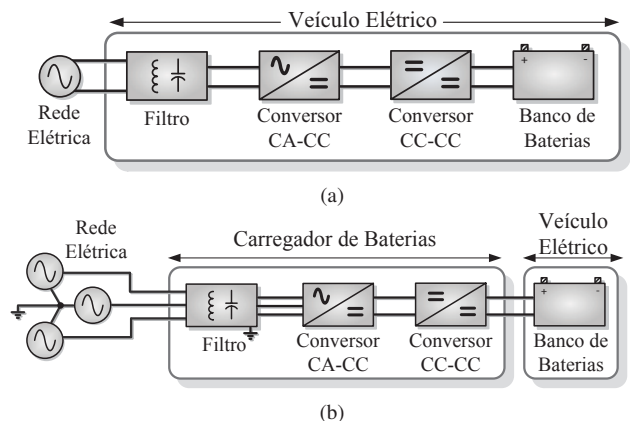 Veículo Elétrico
+ -
Rede
Elétrica
Filtro
Conversor
CA-CC
Conversor
CC-CC
Banco de
Baterias
(a)
Rede
Elétrica
Carregador de Baterias
Veículo
Elétrico
+ -
Filtro
Conversor
CA-CC
Conversor
CC-CC
Banco de
Baterias
(b)